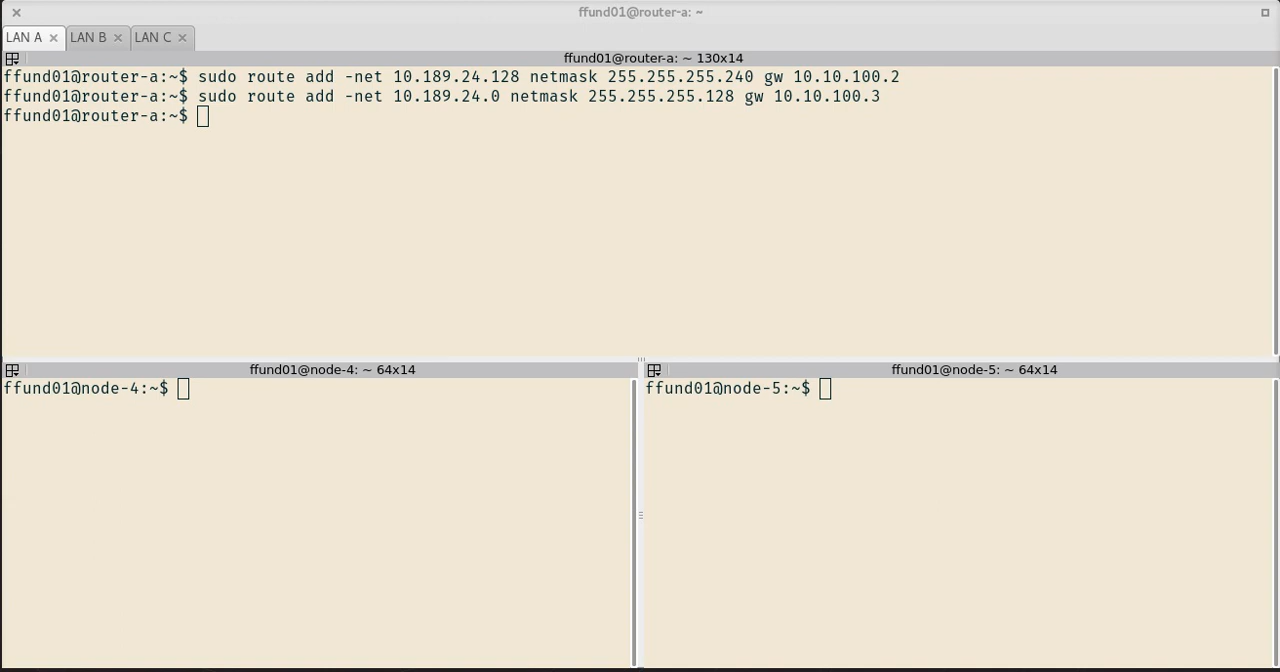 ffund01@router-a: ~
LAN A LAN B LAN C
ffund01@router-a: ~ 130x14
ffund01@router-a:~$ sudo route add -net 10.189.24.128 netmask 255.255.255.240 gw 10.10.100.2
ffund01@router-a:~$ sudo route add -net 10.189.24.0 netmask 255.255.255.128 gw 10.10.100.3
ffund01@router-a:~$
ffund01@node-4: ~ 64x14
ffund01@node-4:~$
ffund01@node-5: ~ 64x14
ffund01@node-5:~$